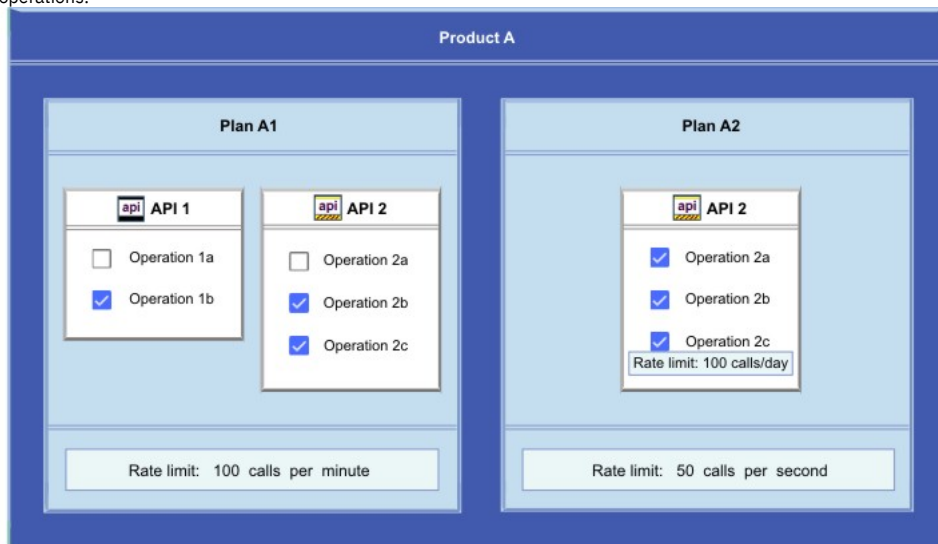 operations.
Product A
Plan A1
api API 1
Operation 1a
Operation 1b
api API 2
Operation 2a
Operation 2b
Operation 2c
Rate limit: 100 calls per minute
Plan A2
api API 2
Operation 2a
Operation 2b
Operation 2c
Rate limit: 100 calls/day
Rate limit: 50 calls per second